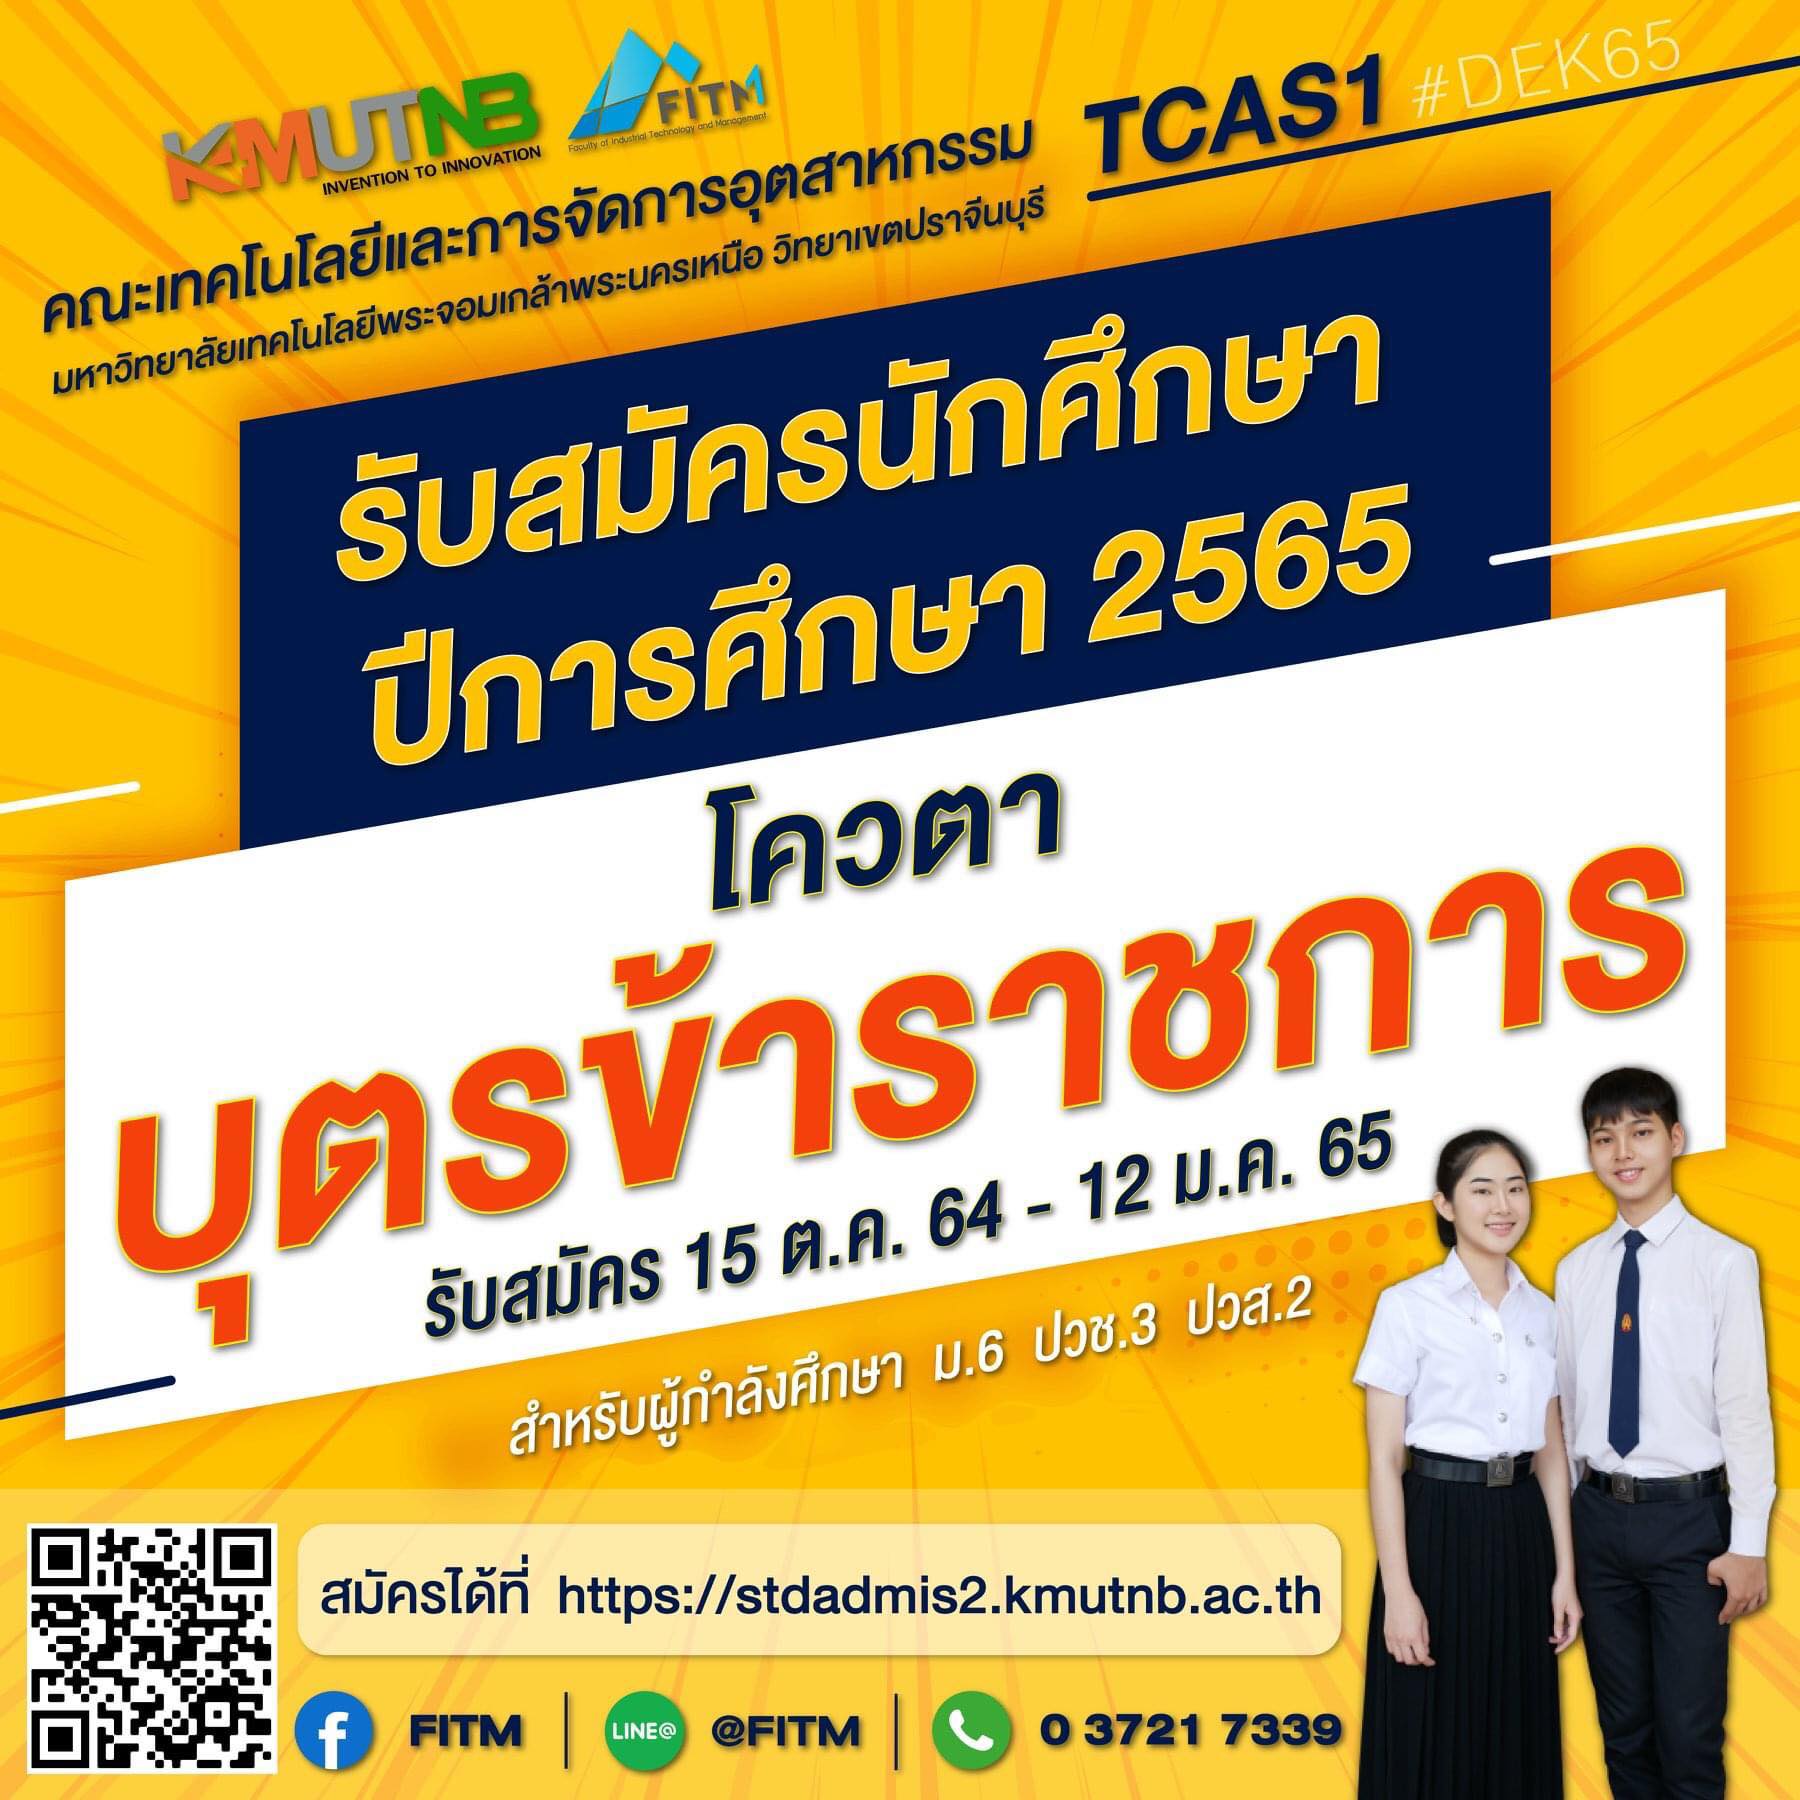 KMUTNB
INVENTION TO INNOVATION
FITM
Faculty of Industrial Technology and Management
TCAS1 #DEK65
คณะเทคโนโลยีและการจัดการอุตสาหกรรม
มหาวิทยาลัยเทคโนโลยีพระจอมเกล้าพระนครเหนือ วิทยาเขตปราจีนบุรี
รับสมัครนักศึกษา
ปีการศึกษา 2565
โควตา
บุตรข้าราชการ
รับสมัคร 15 ต.ค. 64 - 12 ม.ค. 65
สำหรับผู้กำลังศึกษา ม.6 ปวช.3 ปวส.2
สมัครได้ที่ https://stdadmis2.kmutnb.ac.th
f FITM | LINE@ @FITM | 0 3721 7339